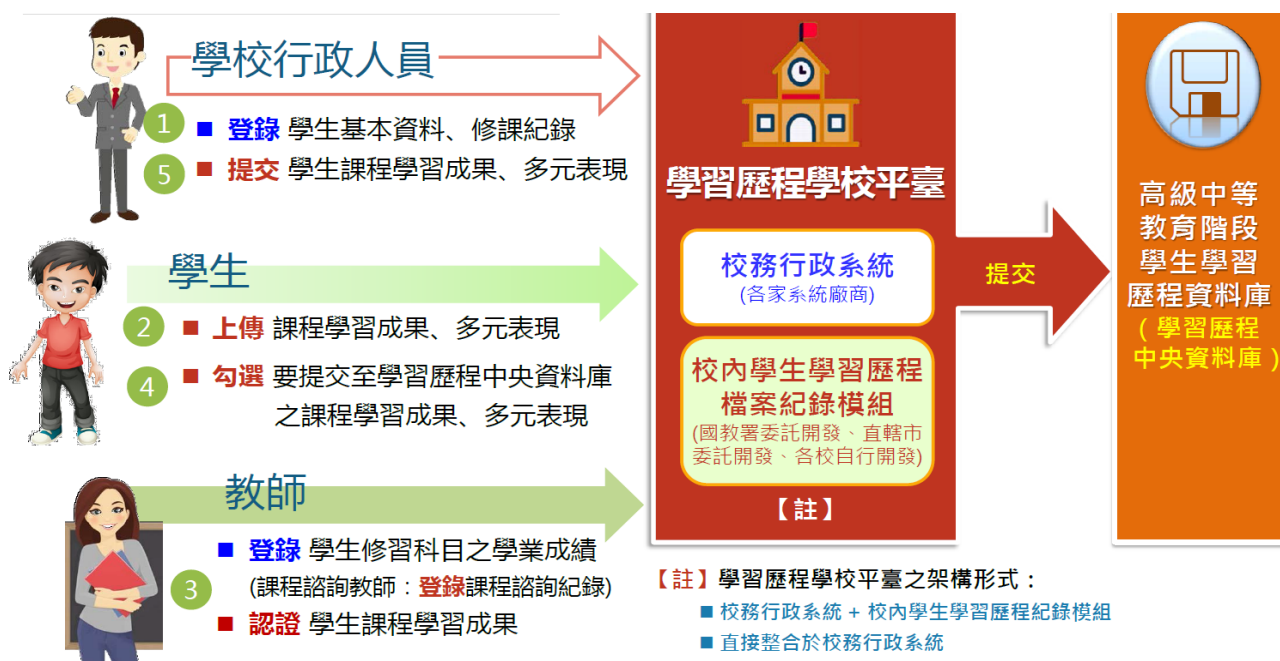 學校行政人員
1 ■ 登錄 學生基本資料、修課紀錄
5 ■ 提交 學生課程學習成果、多元表現
學生
2 ■ 上傳 課程學習成果、多元表現
4 ■ 勾選 要提交至學習歷程中央資料庫
之課程學習成果、多元表現
教師
3 ■ 登錄 學生修習科目之學業成績
(課程諮詢教師：登錄課程諮詢紀錄)
■ 認證 學生課程學習成果
學習歷程學校平臺
校務行政系統
(各家系統廠商)
校內學生學習歷程
檔案紀錄模組
(國教署委託開發、直轄市
委託開發、各校自行開發)
【註】
提交
高級中等
教育階段
學生學習
歷程資料庫
(學習歷程
中央資料庫)
【註】學習歷程學校平臺之架構形式：
■ 校務行政系統 + 校內學生學習歷程紀錄模組
■ 直接整合於校務行政系統